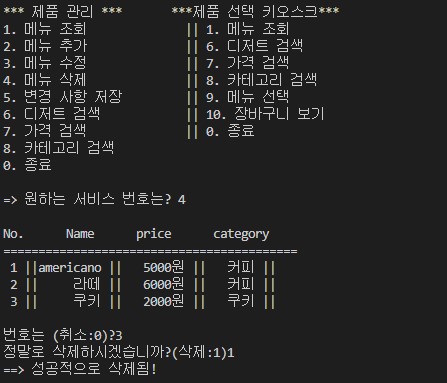 *** 제품 관리 *** ***제품 선택 키오스크***
1. 메뉴 조회 || 1. 메뉴 조회
2. 메뉴 추가 || 6. 디저트 검색
3. 메뉴 수정 || 7. 가격 검색
4. 메뉴 삭제 || 8. 카테고리 검색
5. 변경 사항 저장 || 9. 메뉴 선택
6. 디저트 검색 || 10. 장바구니 보기
7. 가격 검색 || 0. 종료
8. 카테고리 검색
0. 종료
=> 원하는 서비스 번호는? 4
No. Name price category
==========================================
1 ||americano || 5000원 || 커피 ||
2 || 라떼 || 6000원 || 커피 ||
3 || 쿠키 || 2000원 || 쿠키 ||
번호는 (취소:0)?3
정말로 삭제하시겠습니까?(삭제:1)1
==> 성공적으로 삭제됨!